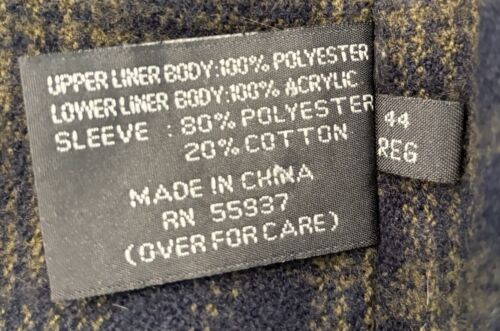 UPPER LINER BODY:100% POLYESTER
LOWER LINER BODY:100% ACRYLIC
SLEEVE : 80% POLYESTER
20% COTTON
MADE IN CHINA
RN 55937
(OVER FOR CARE)
44
REG